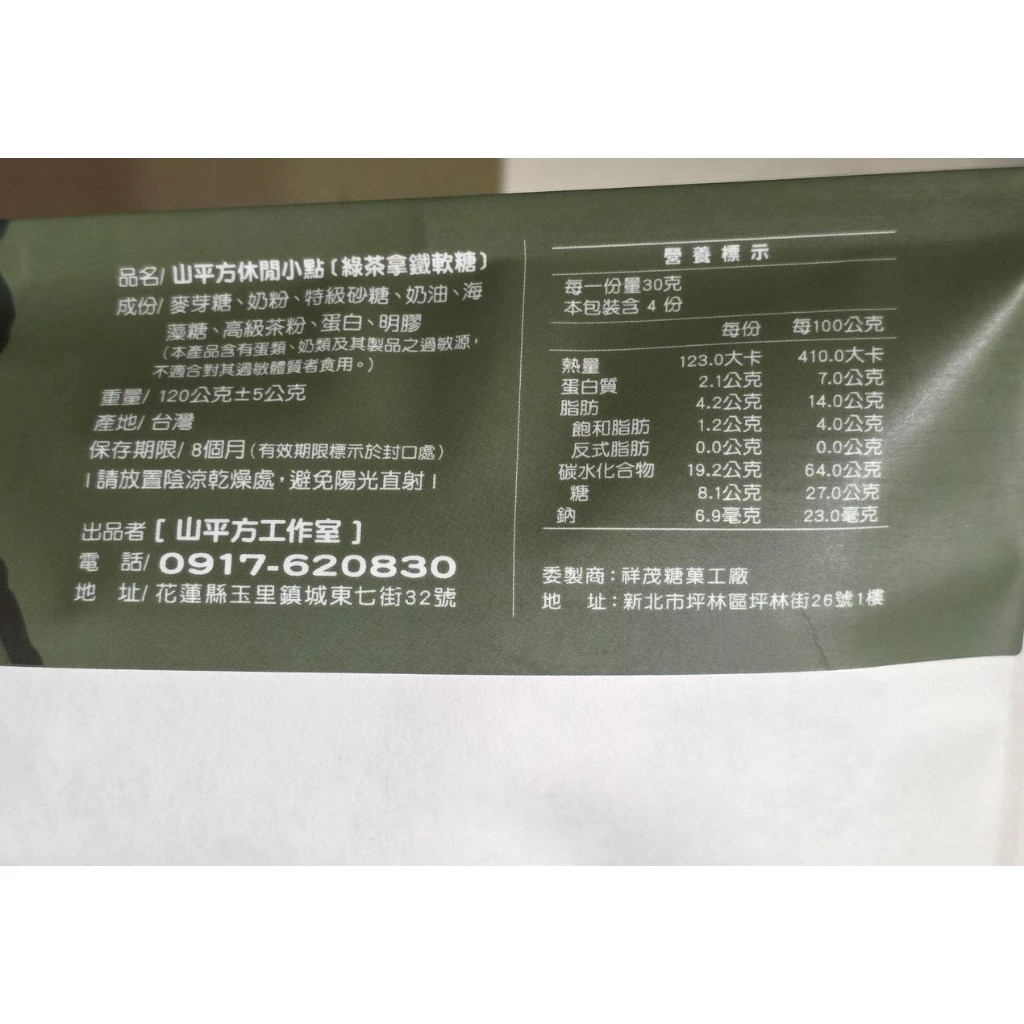 品名/ 山平方休閒小點〔綠茶拿鐵軟糖〕
成份/ 麥芽糖、奶粉、特級砂糖、奶油、海
藻糖、高級茶粉、蛋白、明膠
（本產品含有蛋類、奶類及其製品之過敏源，
不適合對其過敏體質者食用。）
重量/ 120公克±5公克
產地/ 台灣
保存期限/ 8個月（有效期限標示於封口處）
｜請放置陰涼乾燥處，避免陽光直射｜
出品者［山平方工作室］
電 話/ 0917-620830
地 址/ 花蓮縣玉里鎮城東七街32號
營養標示
每一份量30克
本包裝含 4 份
每份 每100公克
熱量 123.0大卡 410.0大卡
蛋白質 2.1公克 7.0公克
脂肪 4.2公克 14.0公克
飽和脂肪 1.2公克 4.0公克
反式脂肪 0.0公克 0.0公克
碳水化合物 19.2公克 64.0公克
糖 8.1公克 27.0公克
鈉 6.9毫克 23.0毫克
委製商：祥茂糖菓工廠
地 址：新北市坪林區坪林街26號1樓